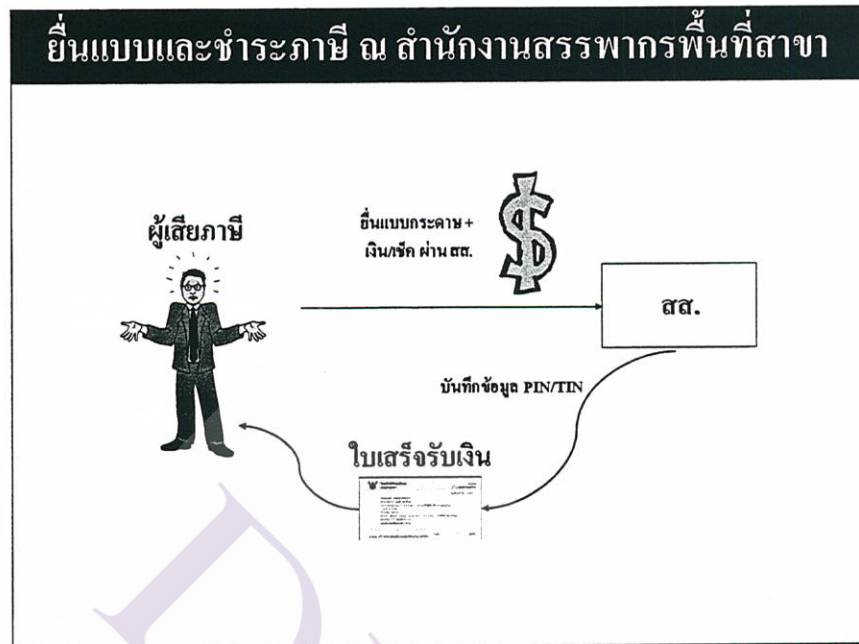 ยื่นแบบและชำระภาษี ณ สำนักงานสรรพากรพื้นที่สาขา
ผู้เสียภาษี
ยื่นแบบกระดาษ +
เงิน/เช็ค ผ่าน สส.
$
สส.
บันทึกข้อมูล PIN/TIN
ใบเสร็จรับเงิน